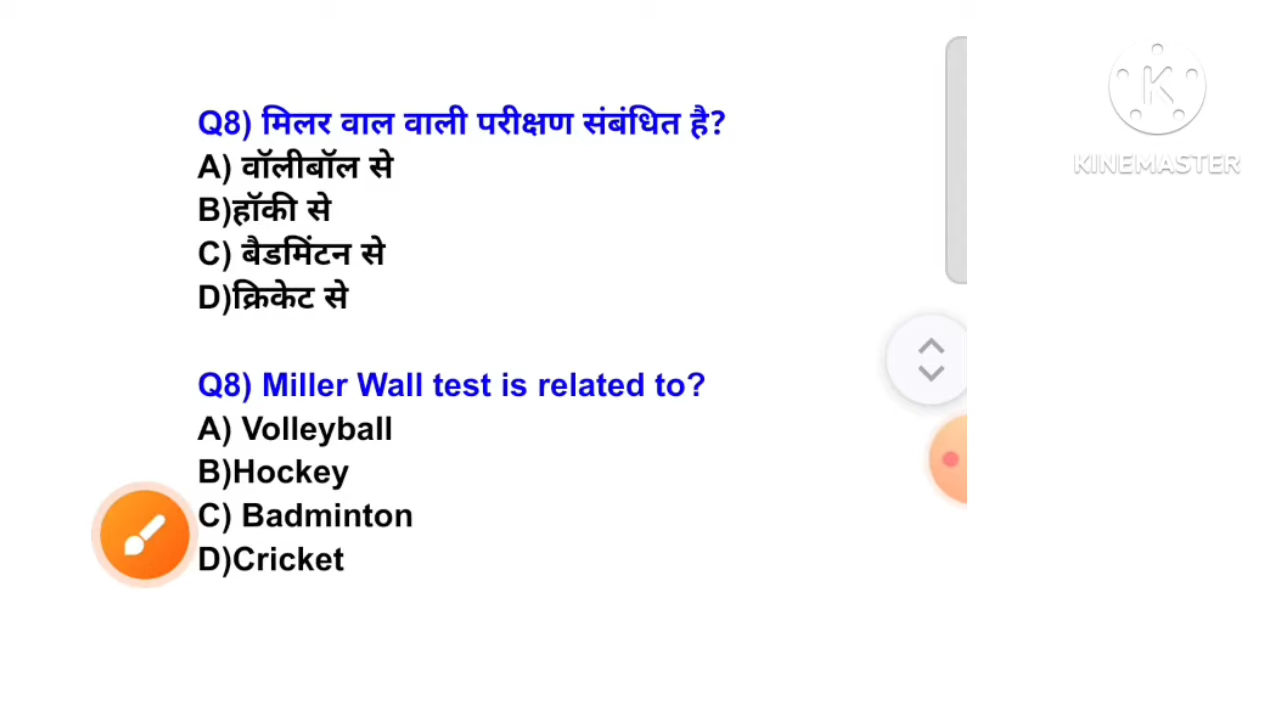 Q8) मिलर वाल वाली परीक्षण संबंधित है?
A) वॉलीबॉल से
B)हॉकी से
C) बैडमिंटन से
D)क्रिकेट से
Q8) Miller Wall test is related to?
A) Volleyball
B)Hockey
C) Badminton
D)Cricket
K
KINEMASTER